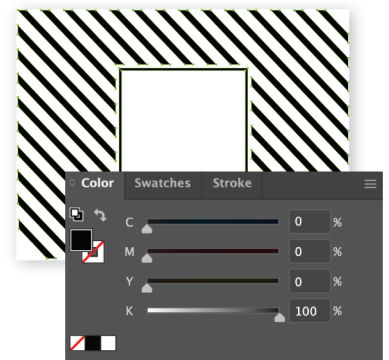 Color Swatches Stroke
C 0 %
M 0 %
Y 0 %
K 100 %